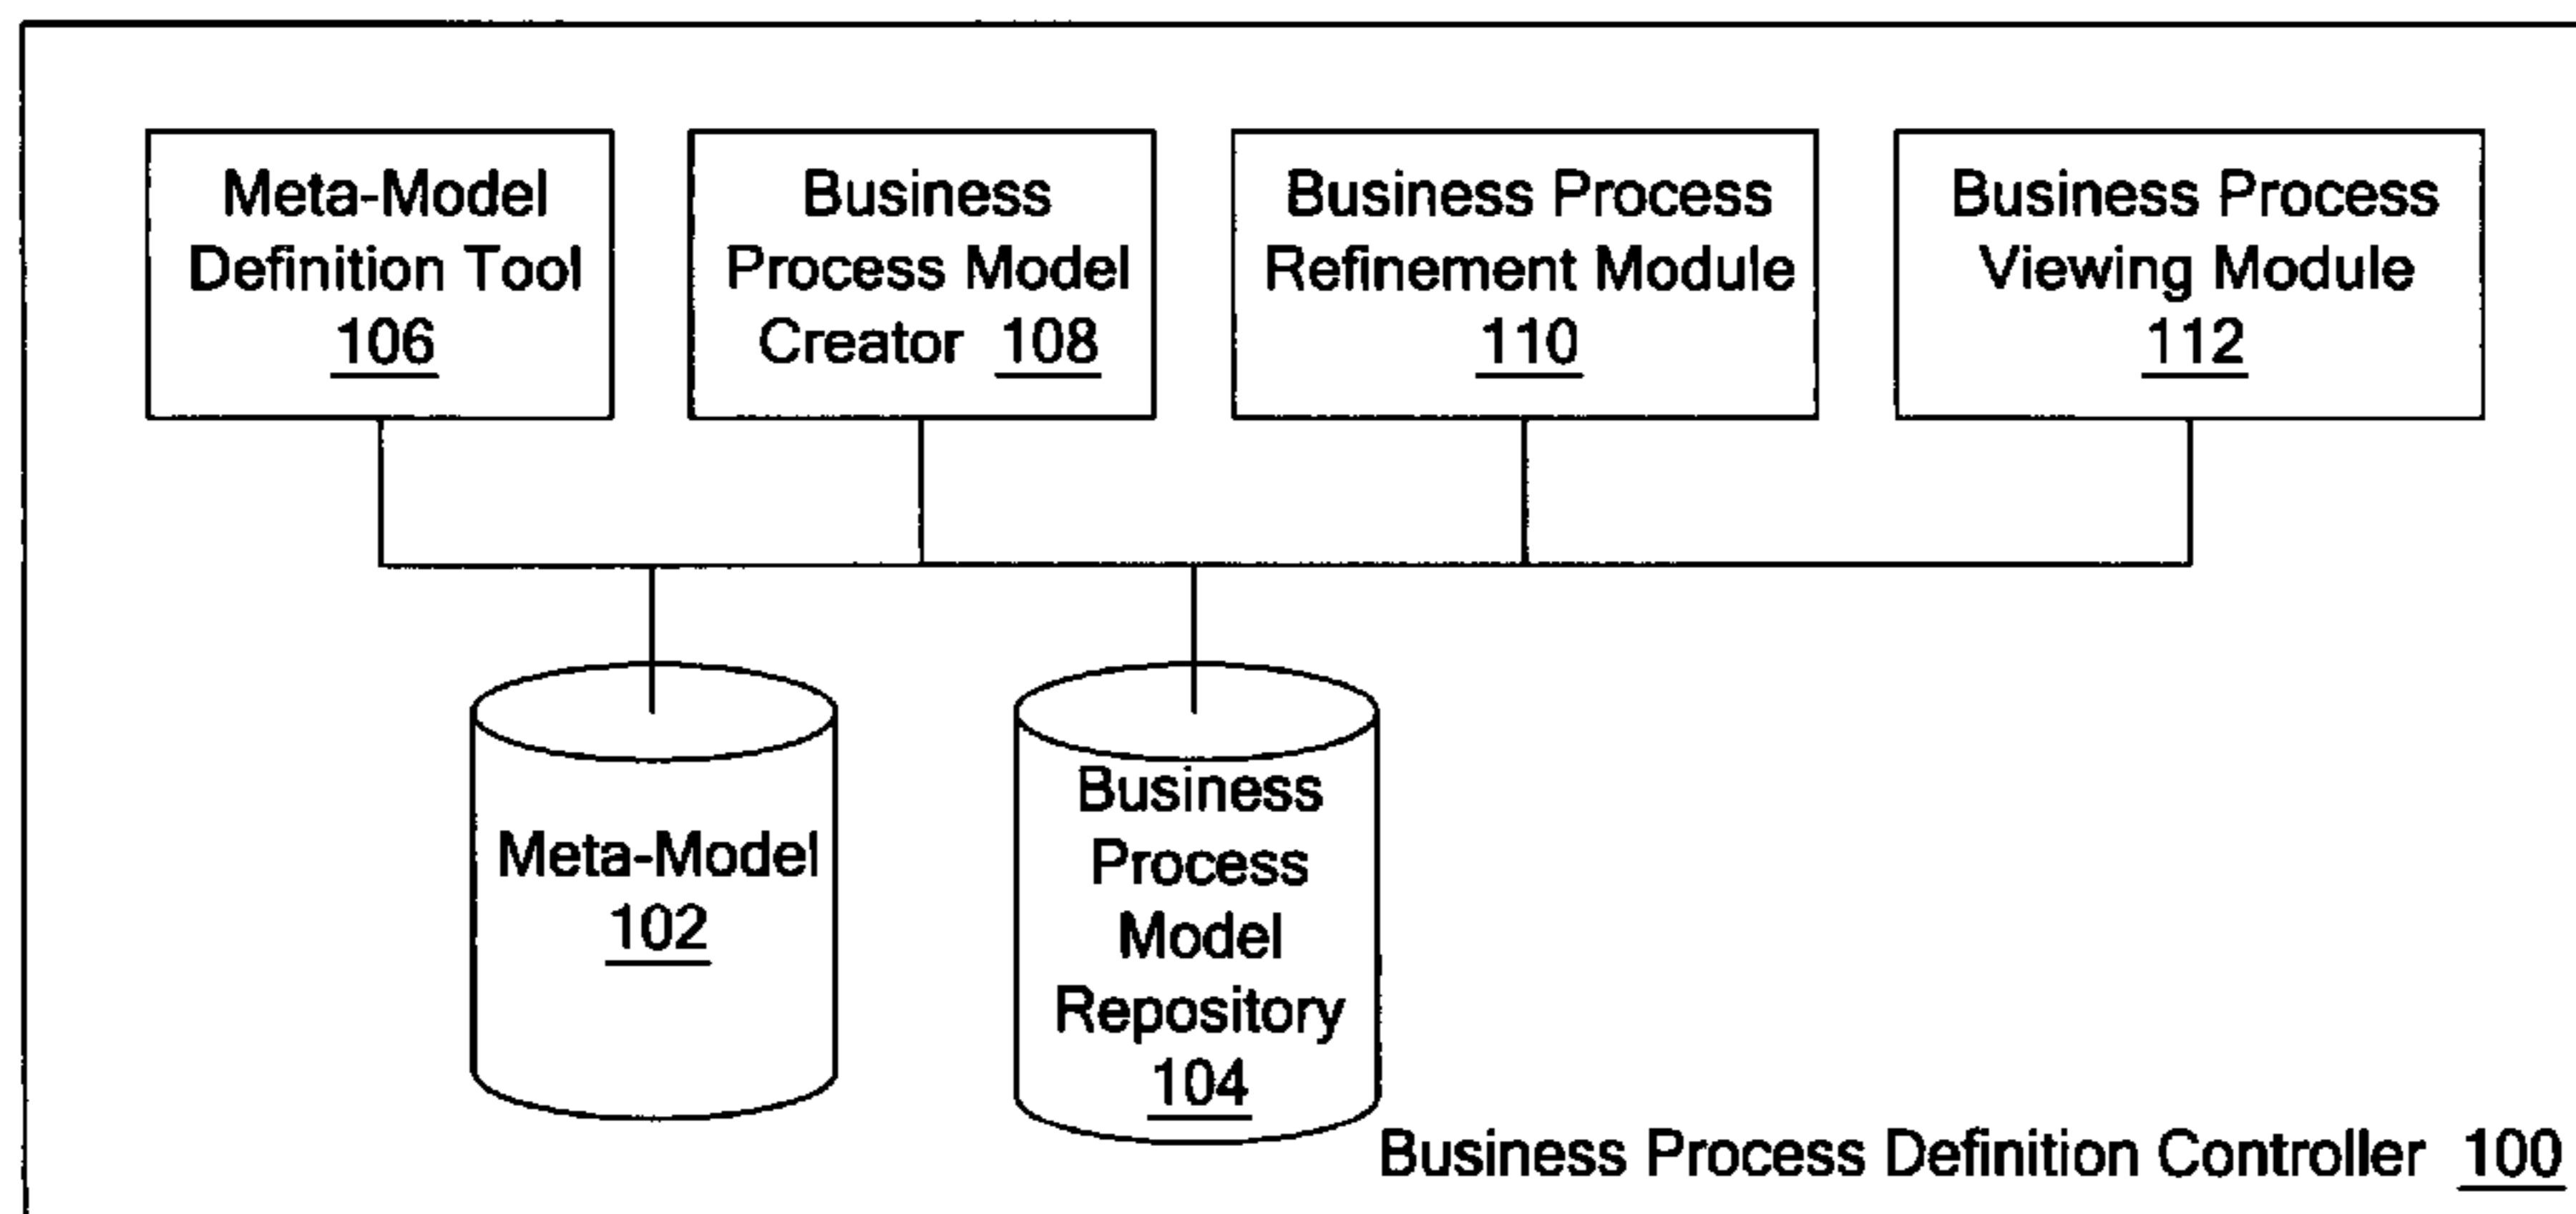 Meta-Model
Definition Tool
106
Business
Process Model
Creator 108
Business Process
Refinement Module
110
Business Process
Viewing Module
112
Meta-Model
102
Business
Process
Model
Repository
104
Business Process Definition Controller 100